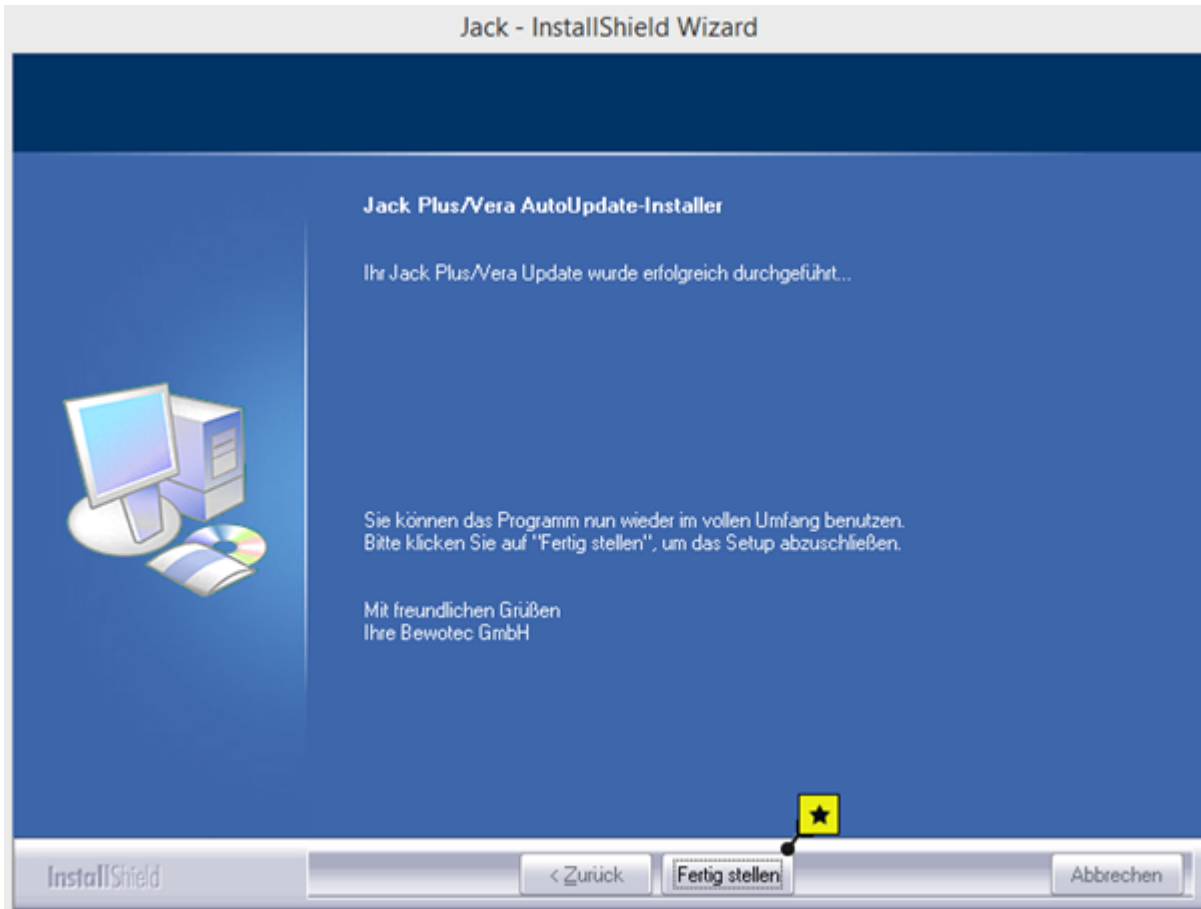 Jack - InstallShield Wizard
Jack Plus/Vera AutoUpdate-Installer
Ihr Jack Plus/Vera Update wurde erfolgreich durchgeführt...
Sie können das Programm nun wieder im vollen Umfang benutzen.
Bitte klicken Sie auf "Fertig stellen", um das Setup abzuschließen.
Mit freundlichen Grüßen
Ihre Bewotec GmbH
InstallShield
< Zurück
Fertig stellen
Abbrechen